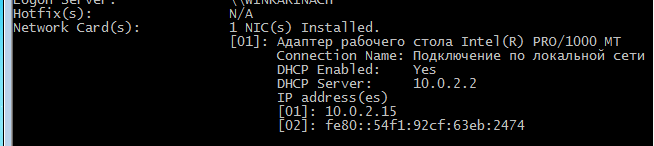 Logon Server: \\WINKARINACH
Hotfix(s): N/A
Network Card(s): 1 NIC(s) Installed.
[01]: Адаптер рабочего стола Intel(R) PRO/1000 MT
Connection Name: Подключение по локальной сети
DHCP Enabled: Yes
DHCP Server: 10.0.2.2
IP address(es)
[01]: 10.0.2.15
[02]: fe80::54f1:92cf:63eb:2474